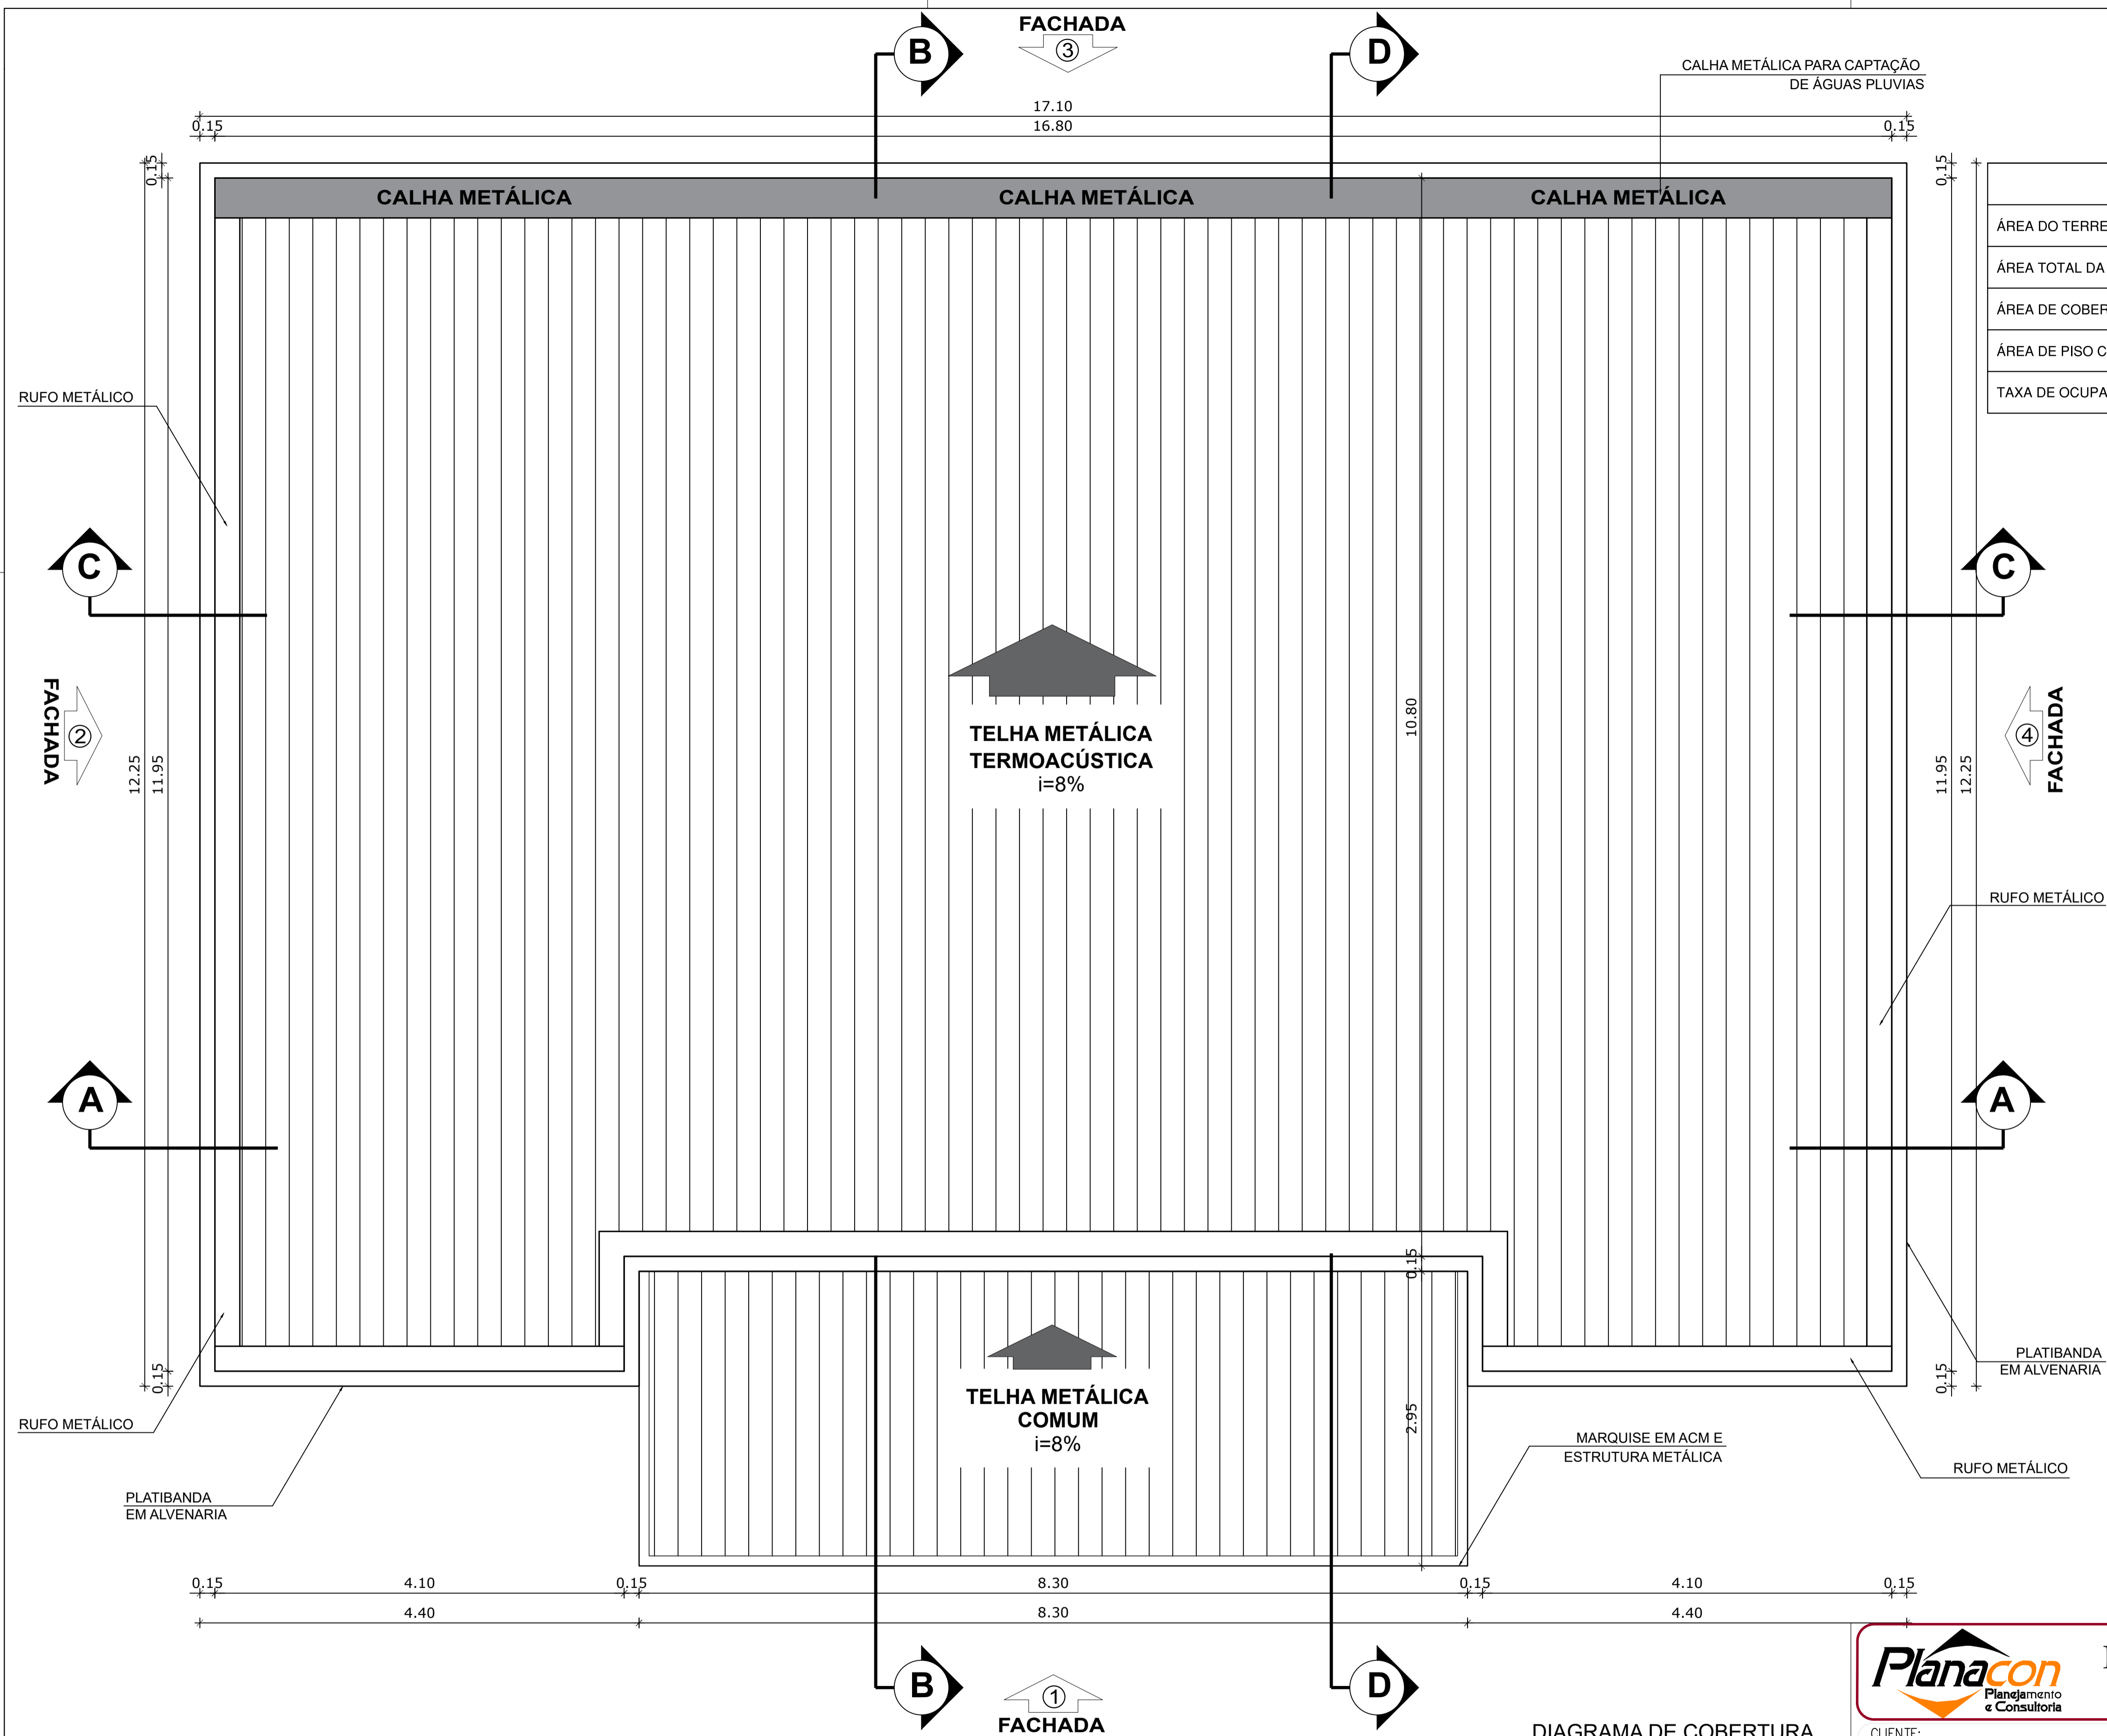 FACHADA
3
B
D
CALHA METÁLICA PARA CAPTAÇÃO
DE ÁGUAS PLUVIAS
17.10
0.15
16.80
0.15
0.15
0.15
CALHA METÁLICA
CALHA METÁLICA
CALHA METÁLICA
ÁREA DO TERRE
ÁREA TOTAL DA
ÁREA DE COBER
ÁREA DE PISO C
TAXA DE OCUPA
RUFO METÁLICO
C
C
FACHADA
2
12.25
11.95
TELHA METÁLICA
TERMOACÚSTICA
i=8%
10.80
11.95
12.25
4
FACHADA
RUFO METÁLICO
A
A
0.15
0.15
0.15
PLATIBANDA
EM ALVENARIA
TELHA METÁLICA
COMUM
i=8%
2.95
RUFO METÁLICO
MARQUISE EM ACM E
ESTRUTURA METÁLICA
RUFO METÁLICO
PLATIBANDA
EM ALVENARIA
0.15
4.10
0.15
8.30
0.15
4.10
0.15
4.40
8.30
4.40
B
D
1
FACHADA
DIAGRAMA DE COBERTURA
Planacon
Planejamento
e Consultoria
CLIENTE: